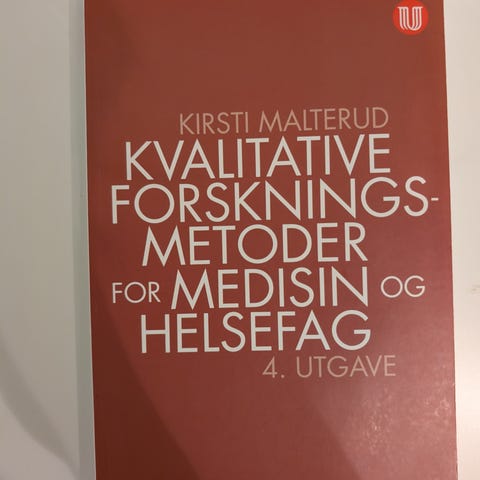 U
KIRSTI MALTERUD
KVALITATIVE
FORSKNINGS-
METODER
FOR MEDISIN OG
HELSEFAG
4. UTGAVE